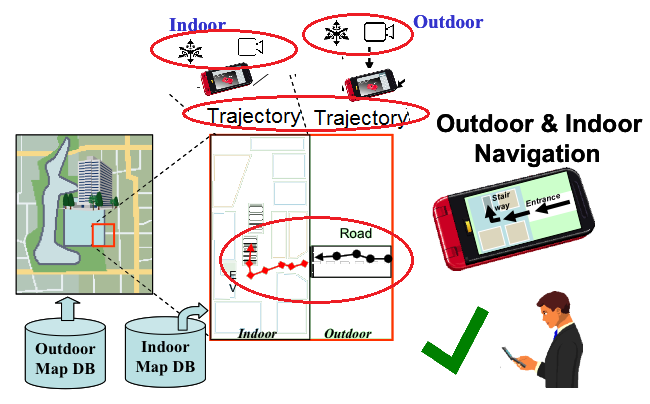 Indoor
Outdoor
Trajectory
Trajectory
Outdoor & Indoor
Navigation
Stair
way
Entrance
Road
E
V
Indoor
Outdoor
Outdoor
Map DB
Indoor
Map DB